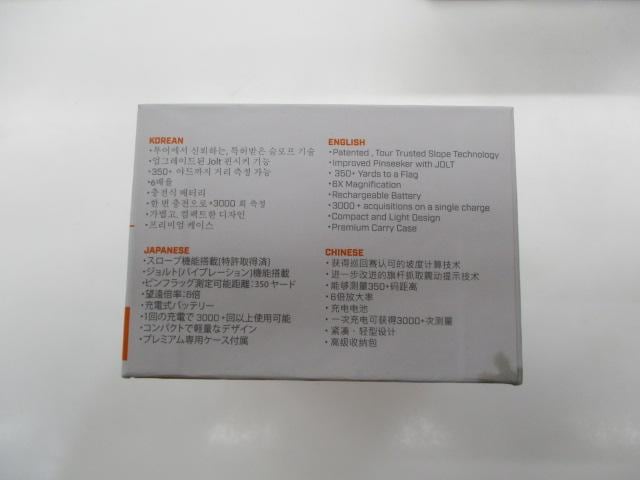 KOREAN
•투어에서 신뢰하는, 특허받은 슬로프 기술
•업그레이드된 Jolt 핀시커 기능
•350+ 야드까지 거리 측정 가능
•6배율
•충전식 배터리
•한 번 충전으로 +3000 회 측정
•가볍고, 컴팩트한 디자인
•프리미엄 케이스
ENGLISH
•Patented , Tour Trusted Slope Technology
•Improved Pinseeker with JOLT
• 350+ Yards to a Flag
•6X Magnification
•Rechargeable Battery
•3000 + acquisitions on a single charge
•Compact and Light Design
•Premium Carry Case
JAPANESE
・スロープ機能搭載(特許取得済)
・ジョルト(バイブレーション)機能搭載
・ピンフラッグ測定可能距離:350 ヤード
・望遠倍率:6倍
・充電式バッテリー
・1回の充電で 3000 +回以上使用可能
・コンパクトで軽量なデザイン
・プレミアム専用ケース付属
CHINESE
• 获得巡回赛认可的坡度计算技术
• 进一步改进的旗杆抓取震动提示技术
• 能够测量350+码距离
• 6倍放大率
• 充电电池
• 一次充电可获得3000+次测量
• 紧凑、轻型设计
• 高级收纳包